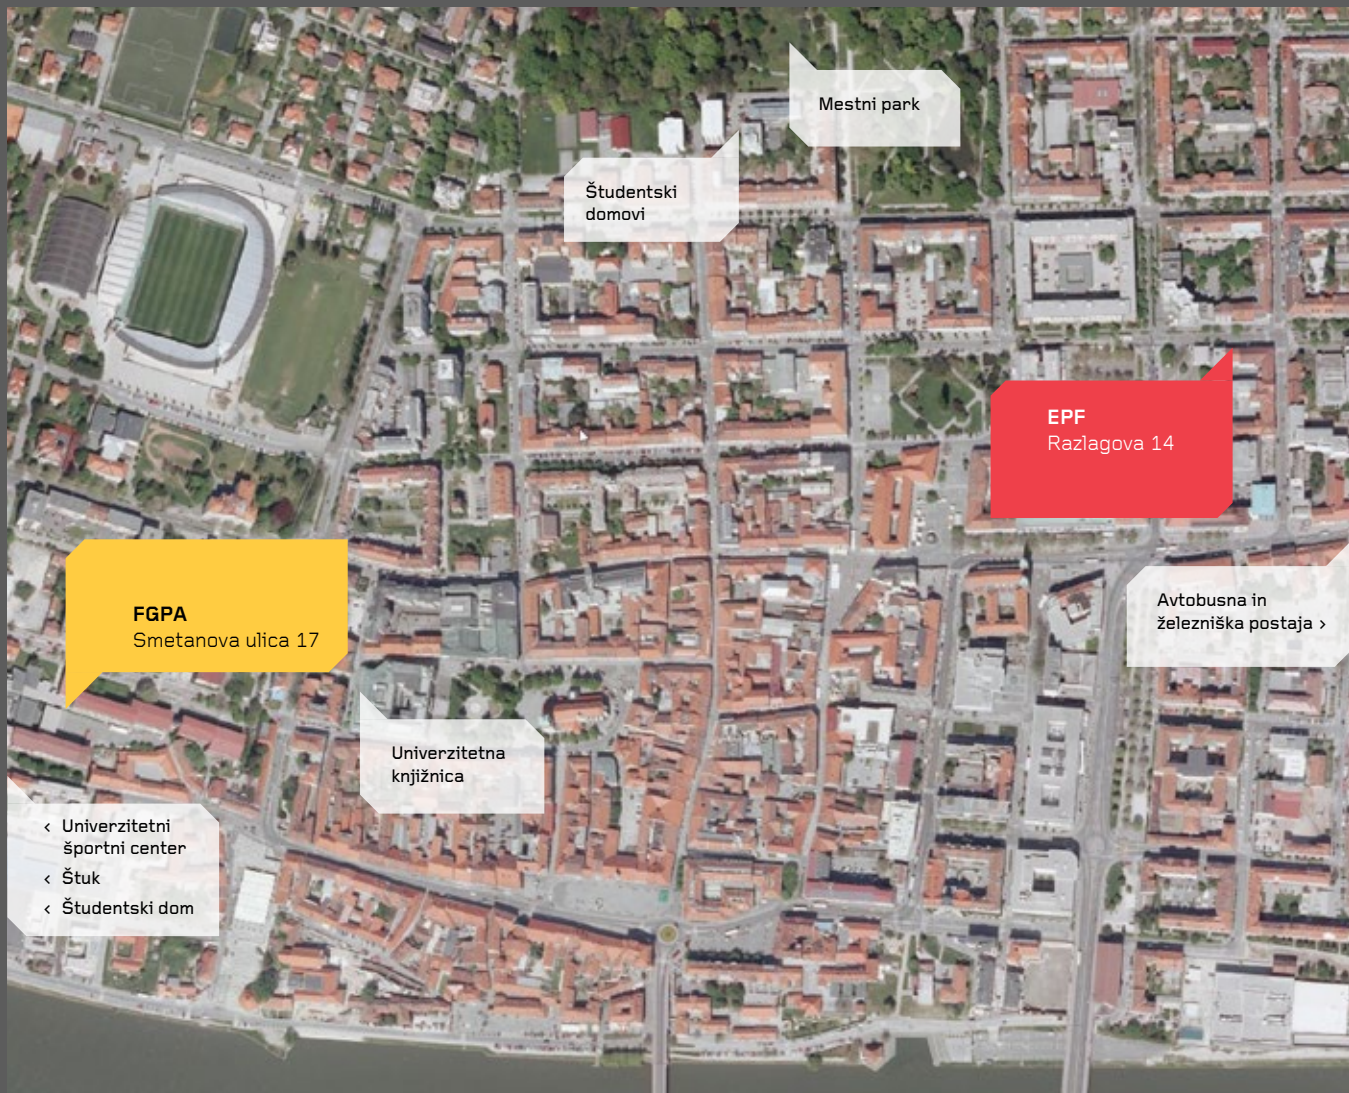 Mestni park
Študentski
domovi
EPF
Razlagova 14
FGPA
Smetanova ulica 17
Avtobusna in
železniška postaja ›
Univerzitetna
knjižnica
‹ Univerzitetni
športni center
‹ Štuk
‹ Študentski dom